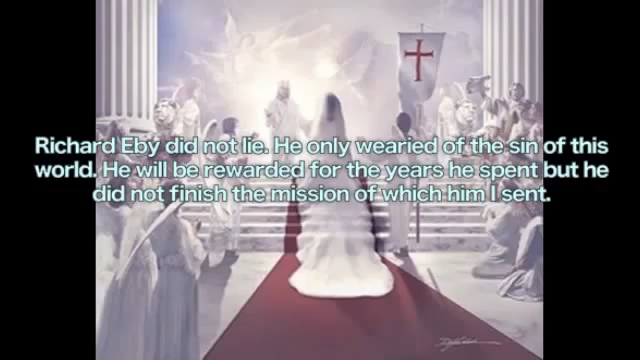 Richard Eby did not lie. He only wearied of the sin of this
world. He will be rewarded for the years he spent but he
did not finish the mission of which him I sent.